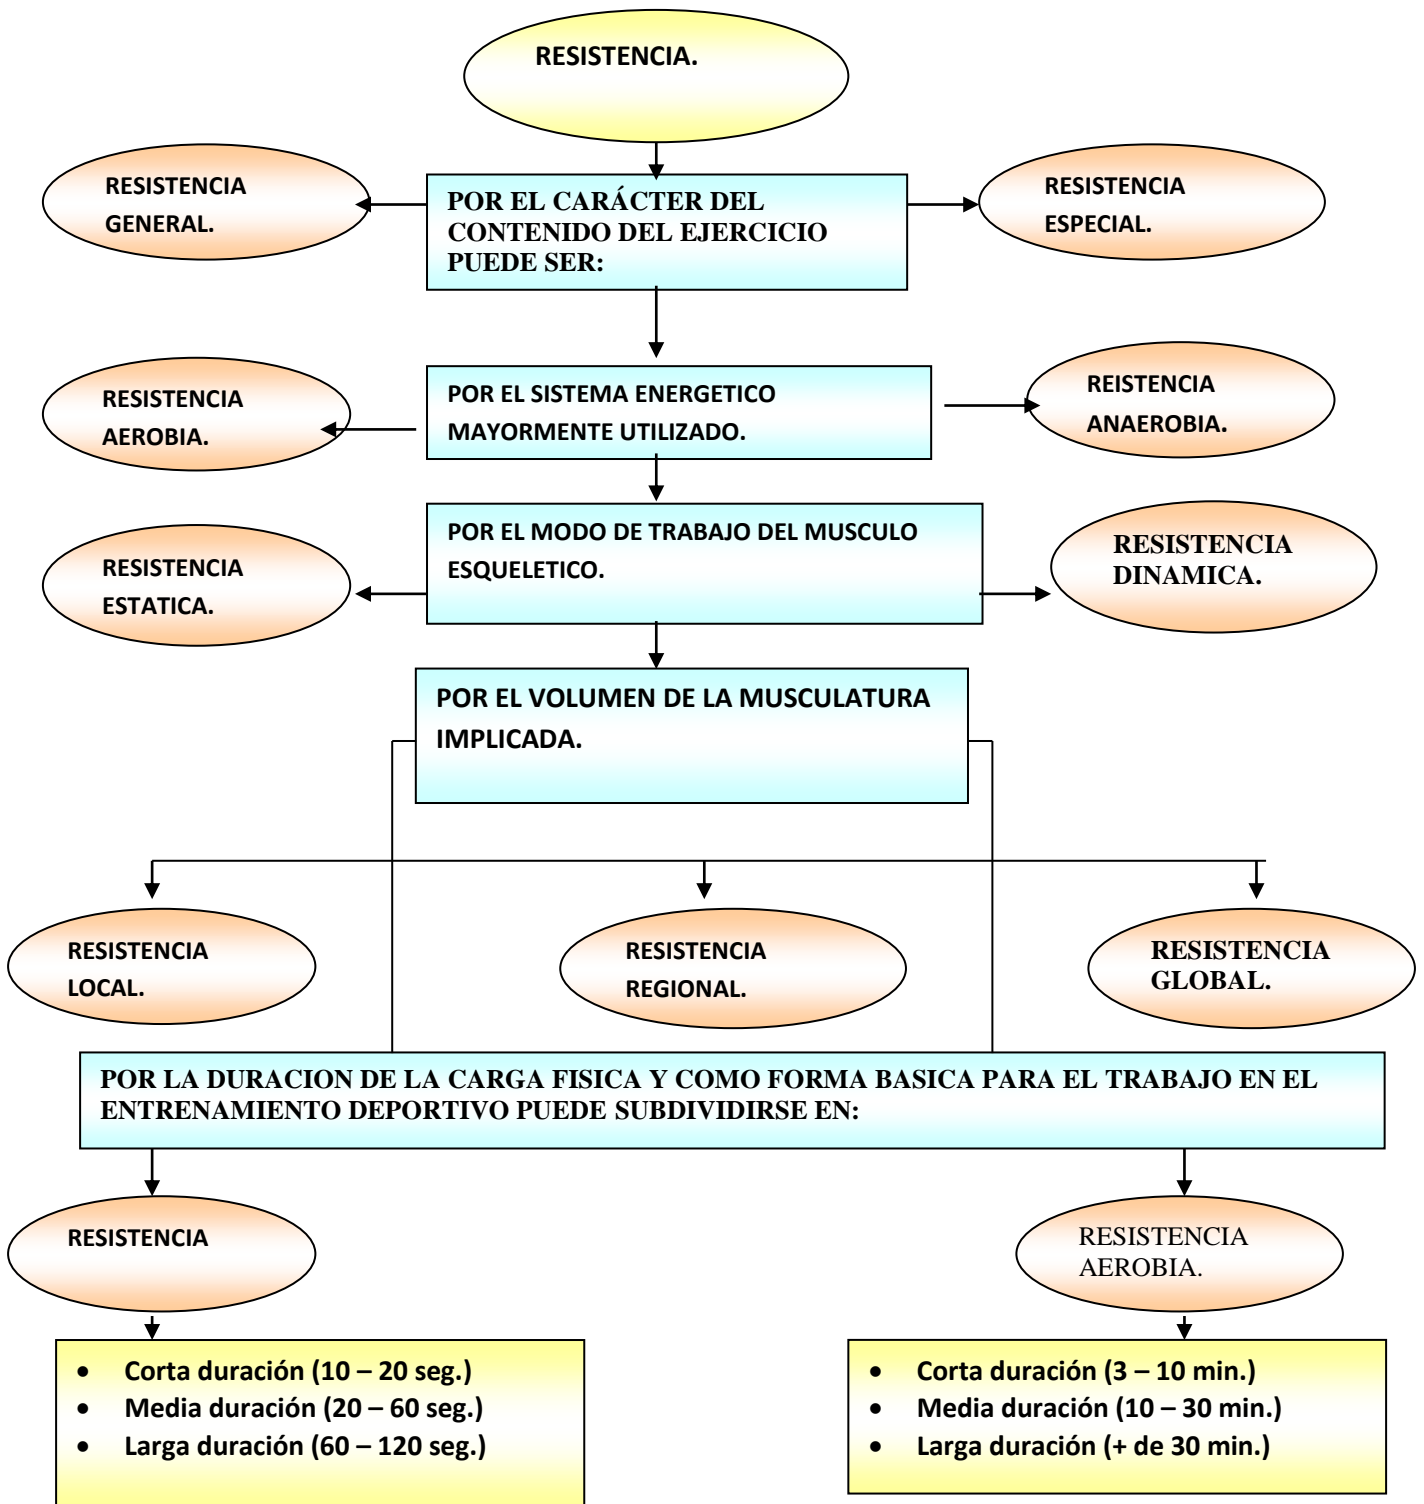 RESISTENCIA.
RESISTENCIA
GENERAL.
POR EL CARÁCTER DEL
CONTENIDO DEL EJERCICIO
PUEDE SER:
RESISTENCIA
ESPECIAL.
RESISTENCIA
AEROBIA.
POR EL SISTEMA ENERGETICO
MAYORMENTE UTILIZADO.
REISTENCIA
ANAEROBIA.
RESISTENCIA
ESTATICA.
POR EL MODO DE TRABAJO DEL MUSCULO
ESQUELETICO.
RESISTENCIA
DINAMICA.
POR EL VOLUMEN DE LA MUSCULATURA
IMPLICADA.
RESISTENCIA
LOCAL.
RESISTENCIA
REGIONAL.
RESISTENCIA
GLOBAL.
POR LA DURACION DE LA CARGA FISICA Y COMO FORMA BASICA PARA EL TRABAJO EN EL
ENTRENAMIENTO DEPORTIVO PUEDE SUBDIVIDIRSE EN:
RESISTENCIA
RESISTENCIA
AEROBIA.
• Corta duración (10 – 20 seg.)
• Media duración (20 – 60 seg.)
• Larga duración (60 – 120 seg.)
• Corta duración (3 – 10 min.)
• Media duración (10 – 30 min.)
• Larga duración (+ de 30 min.)